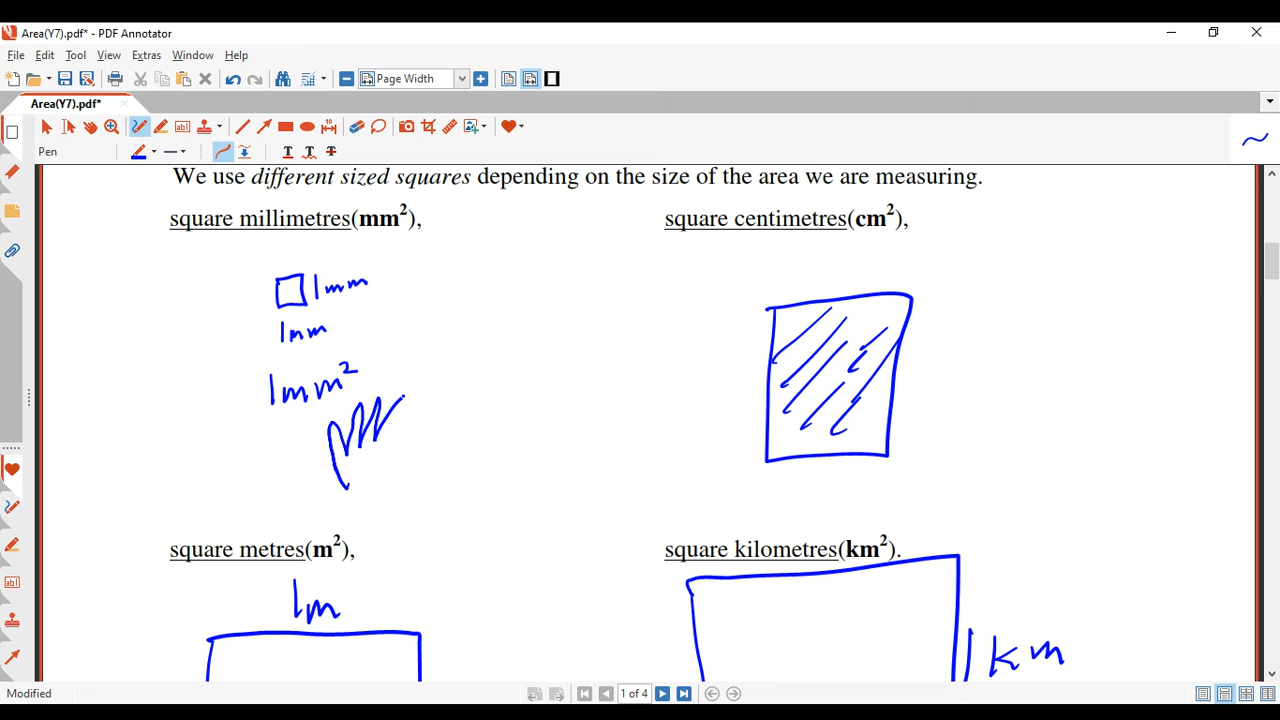 Area(Y7).pdf* - PDF Annotator
File Edit Tool View Extras Window Help
Page Width
Area(Y7).pdf*
Pen
We use different sized squares depending on the size of the area we are measuring.
square millimetres(mm²),
square centimetres(cm²),
1mm
1mm
1mm²
square metres(m²),
square kilometres(km²).
1m
1km
Modified
1 of 4